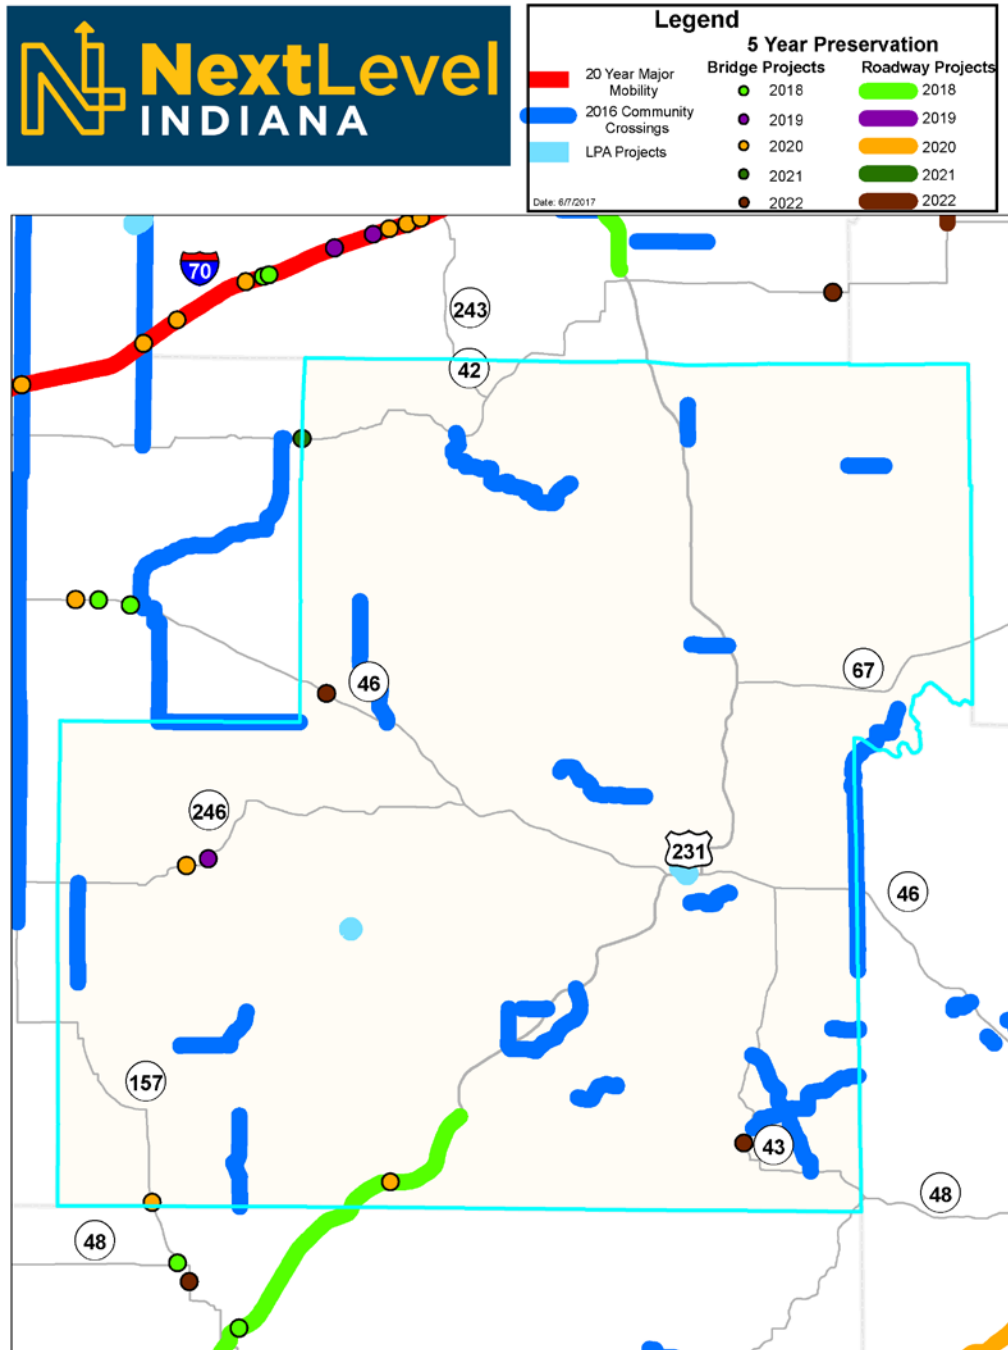 NextLevel
INDIANA
Legend
5 Year Preservation
Bridge Projects
Roadway Projects
20 Year Major
Mobility
2016 Community
Crossings
LPA Projects
2018
2019
2020
2021
2022
2018
2019
2020
2021
2022
Date: 6/7/2017
70
243
42
46
67
246
231
46
157
43
48
48